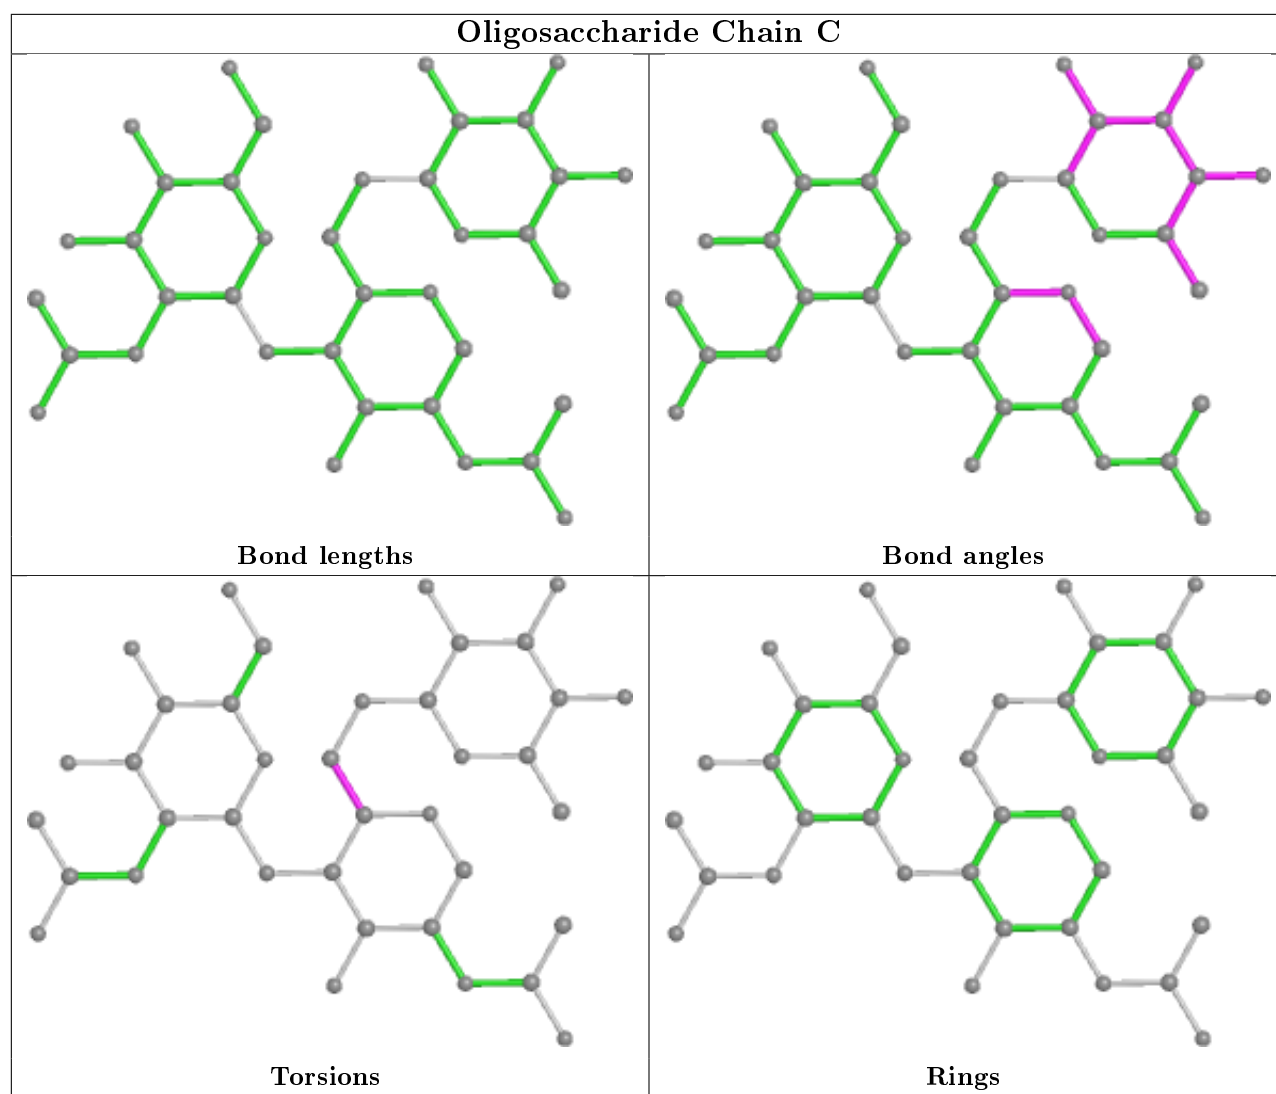 Oligosaccharide Chain C
Bond lengths
Bond angles
Torsions
Rings